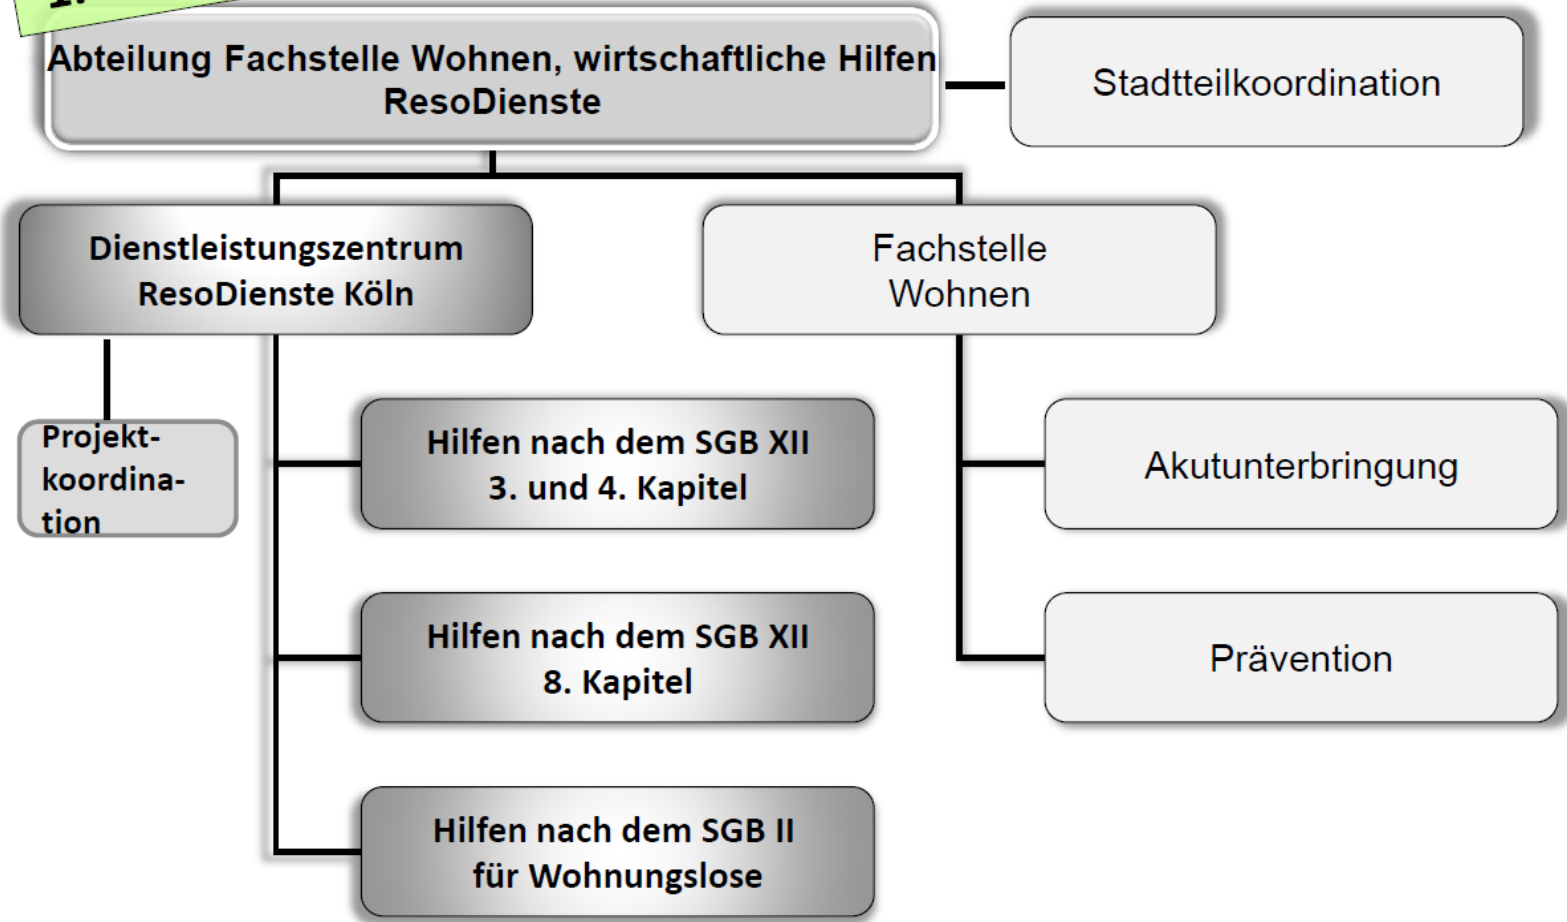 1.
Abteilung Fachstelle Wohnen, wirtschaftliche Hilfen
ResoDienste
Stadtteilkoordination
Dienstleistungszentrum
ResoDienste Köln
Fachstelle
Wohnen
Projekt-
koordina-
tion
Hilfen nach dem SGB XII
3. und 4. Kapitel
Akutunterbringung
Hilfen nach dem SGB XII
8. Kapitel
Prävention
Hilfen nach dem SGB II
für Wohnungslose